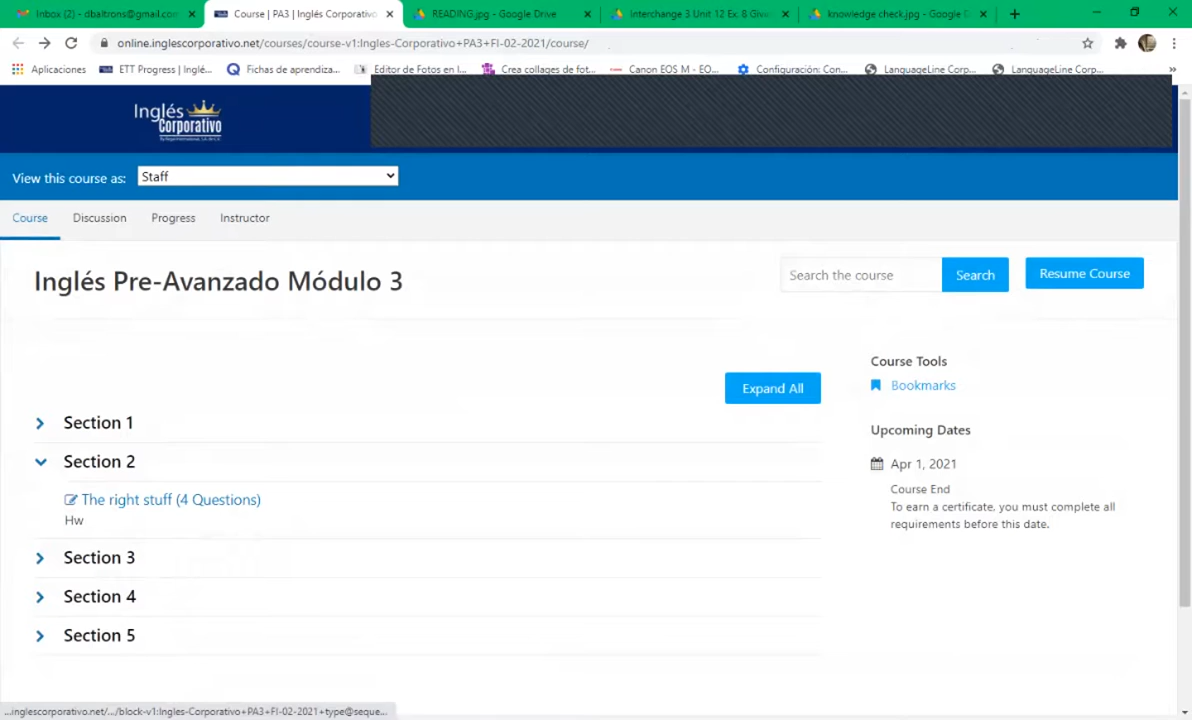 Inbox (2) - dbaltrons@gmail.com
Course | PA3 | Inglés Corporativo
READING.jpg - Google Drive
Interchange 3 Unit 12 Ex. 8 Give
knowledge check.jpg - Google D
online.inglescorporativo.net/courses/course-v1:Ingles-Corporativo+PA3+FI-02-2021/course/
Aplicaciones
ETT Progress | Inglé...
Fichas de aprendiza...
Editor de Fotos en l...
Crea collages de fot...
Canon EOS M - EO...
Configuración: Con...
LanguageLine Corp...
LanguageLine Corp...
»
Inglés
Corporativo
View this course as:
Staff
Course
Discussion
Progress
Instructor
Inglés Pre-Avanzado Módulo 3
Search the course
Search
Resume Course
Expand All
Section 1
Section 2
The right stuff (4 Questions)
Hw
Section 3
Section 4
Section 5
Course Tools
Bookmarks
Upcoming Dates
Apr 1, 2021
Course End
To earn a certificate, you must complete all
requirements before this date.
...inglescorporativo.net/.../block-v1:Ingles-Corporativo+PA3+FI-02-2021+type@seque...